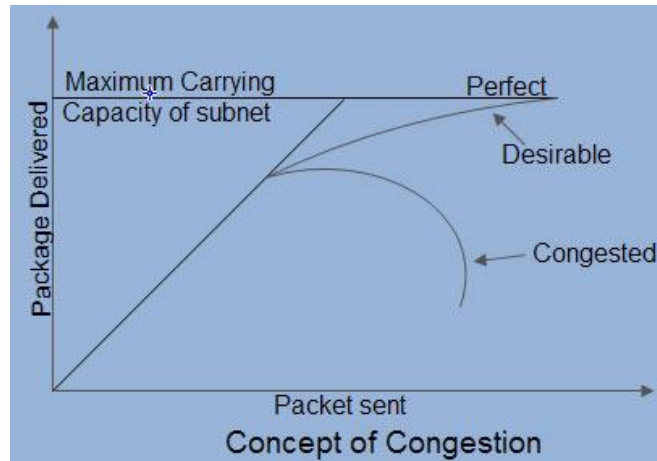 Maximum Carrying
Capacity of subnet
Perfect
Desirable
Congested
Package Delivered
Packet sent
Concept of Congestion